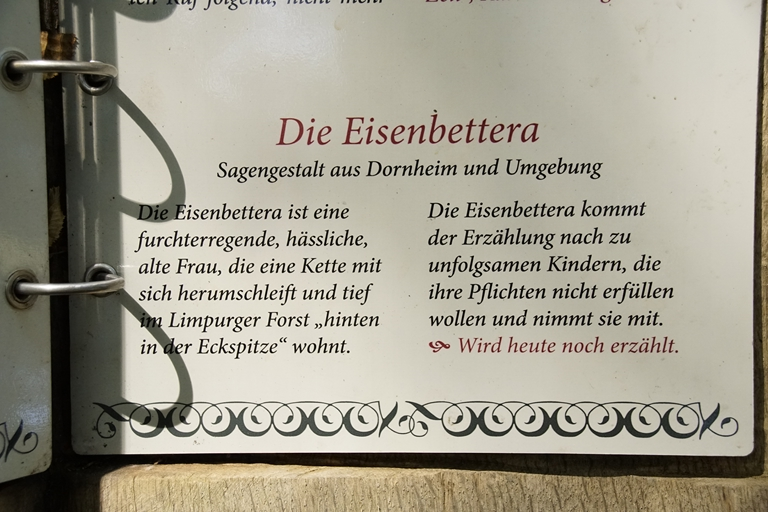 Die Eisenbettera
Sagengestalt aus Dornheim und Umgebung
Die Eisenbettera ist eine
furchterregende, hässliche,
alte Frau, die eine Kette mit
sich herumschleift und tief
im Limpurger Forst „hinten
in der Eckspitze“ wohnt.
Die Eisenbettera kommt
der Erzählung nach zu
unfolgsamen Kindern, die
ihre Pflichten nicht erfüllen
wollen und nimmt sie mit.
Wird heute noch erzählt.